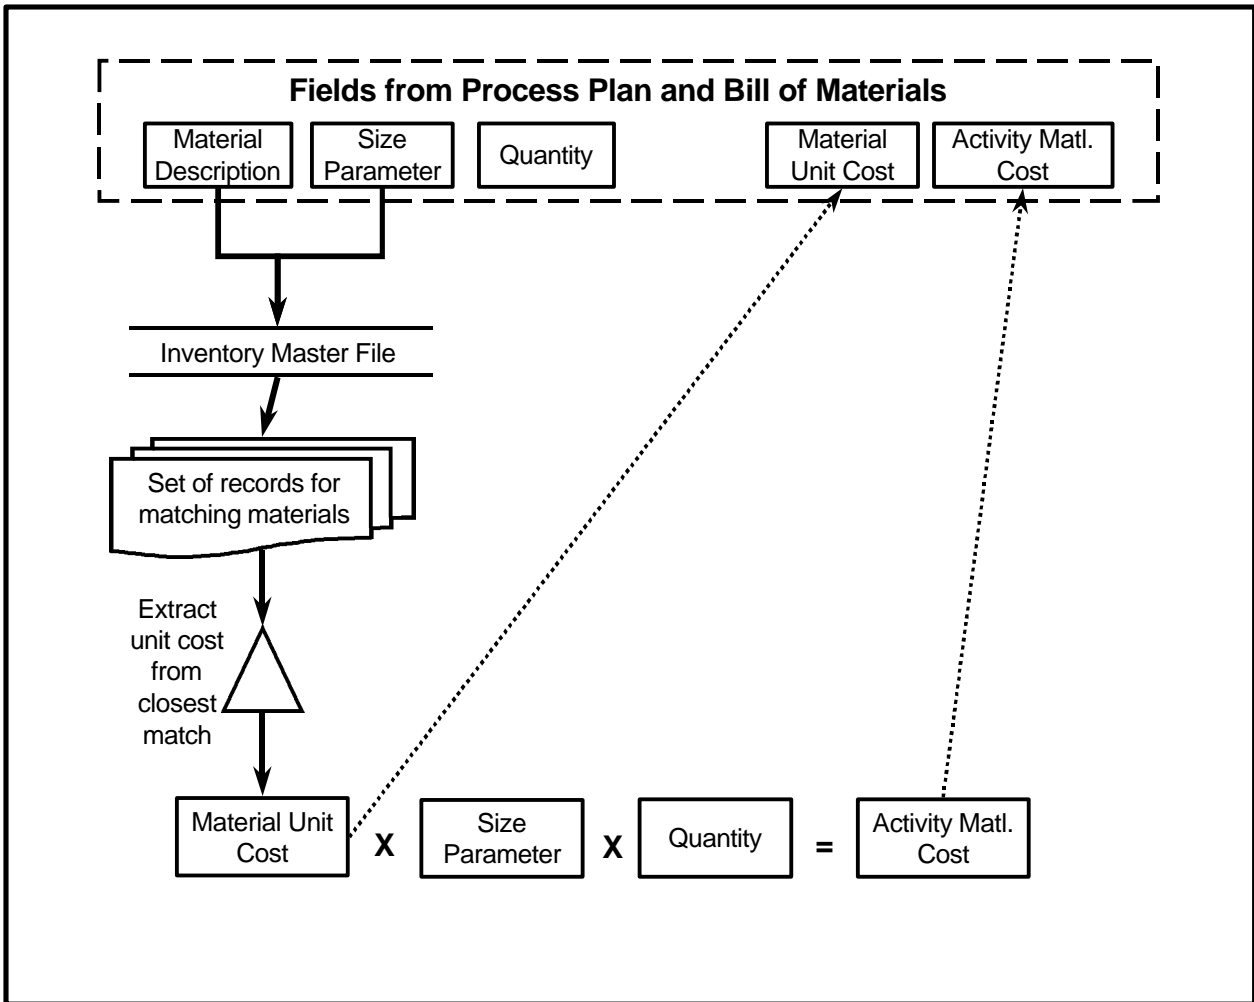 Fields from Process Plan and Bill of Materials
Material
Description
Size
Parameter
Quantity
Material
Unit Cost
Activity Matl.
Cost
Inventory Master File
Set of records for
matching materials
Extract
unit cost
from
closest
match
Material Unit
Cost
X
Size
Parameter
X
Quantity
=
Activity Matl.
Cost